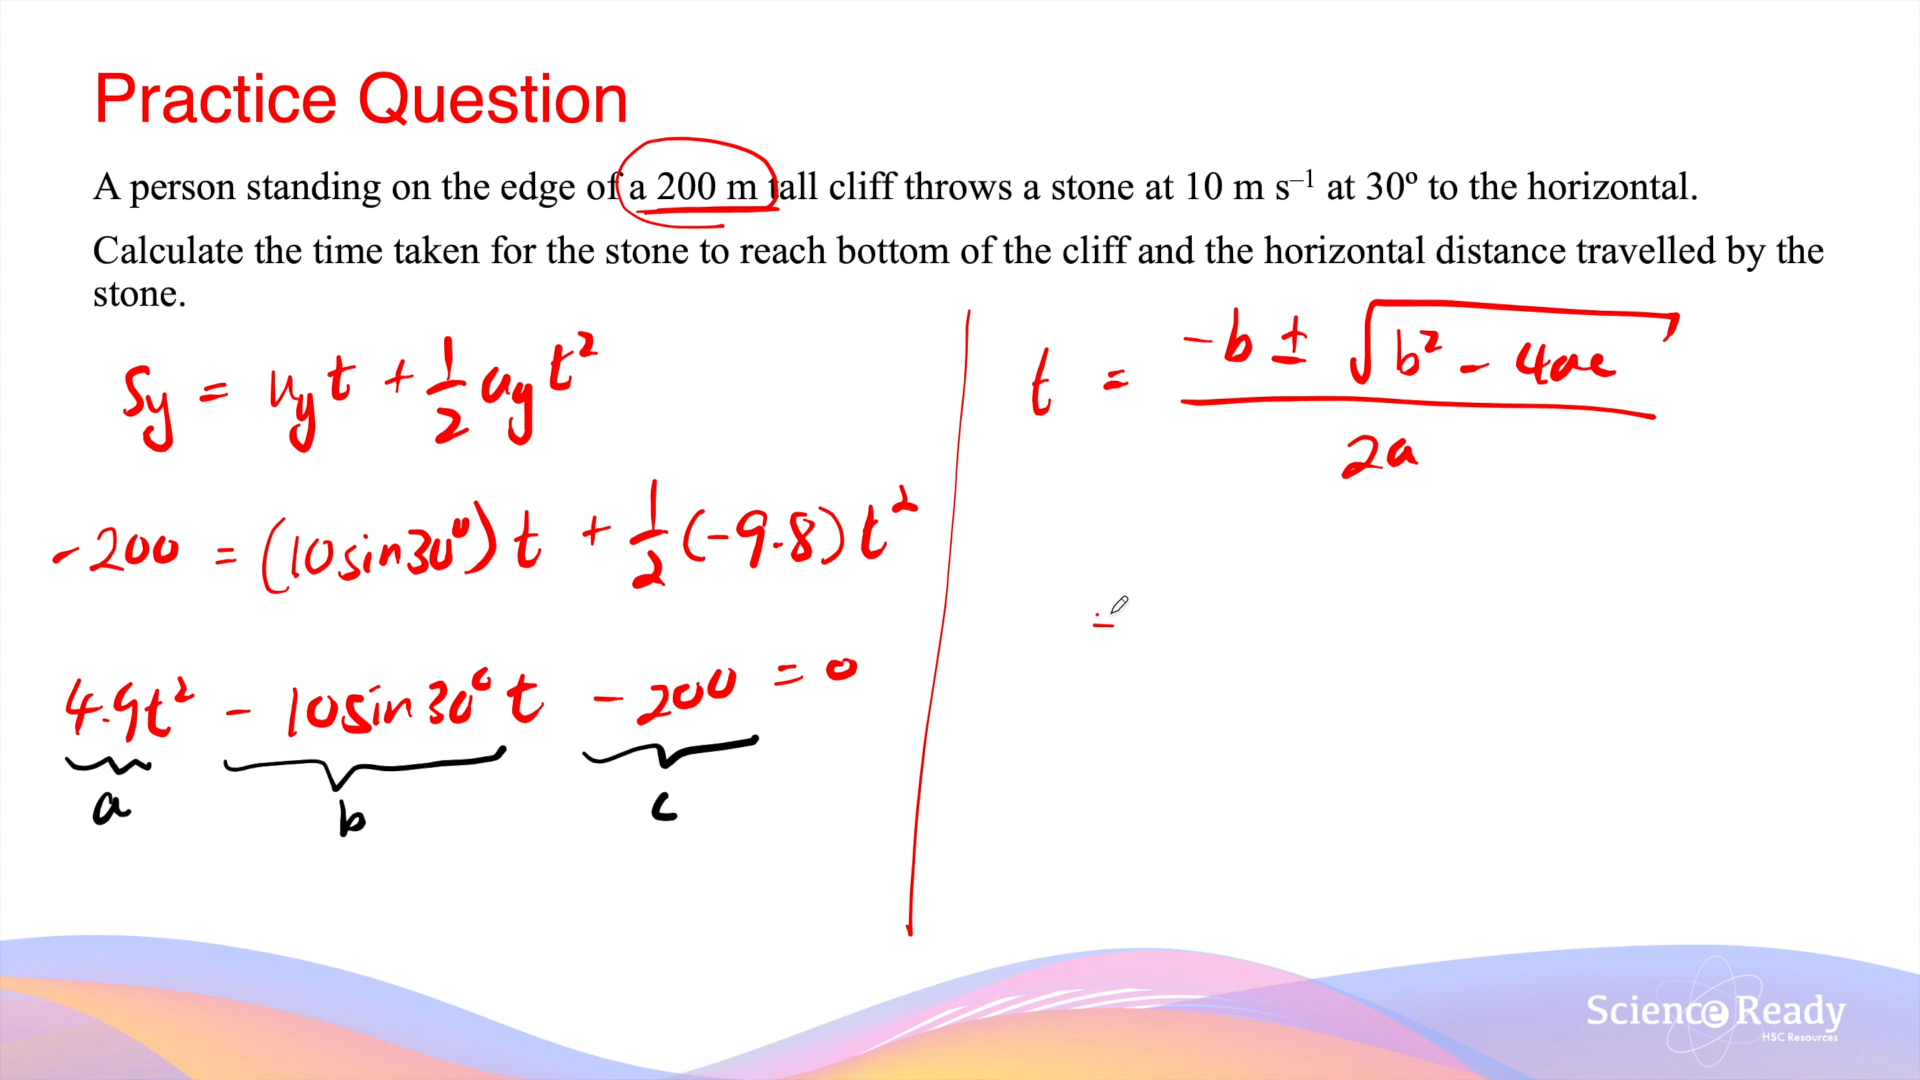 Practice Question
A person standing on the edge of a 200 m tall cliff throws a stone at 10 m s⁻¹ at 30º to the horizontal.
Calculate the time taken for the stone to reach bottom of the cliff and the horizontal distance travelled by the
stone.
Sy = uyt + 1/2 ayt²
-200 = (10sin30°)t + 1/2(-9.8)t²
4.9t² - 10sin30°t - 200 = 0
a b c
t = (-b ± √(b² - 4ac)) / 2a
=
Science Ready
HSC Resources